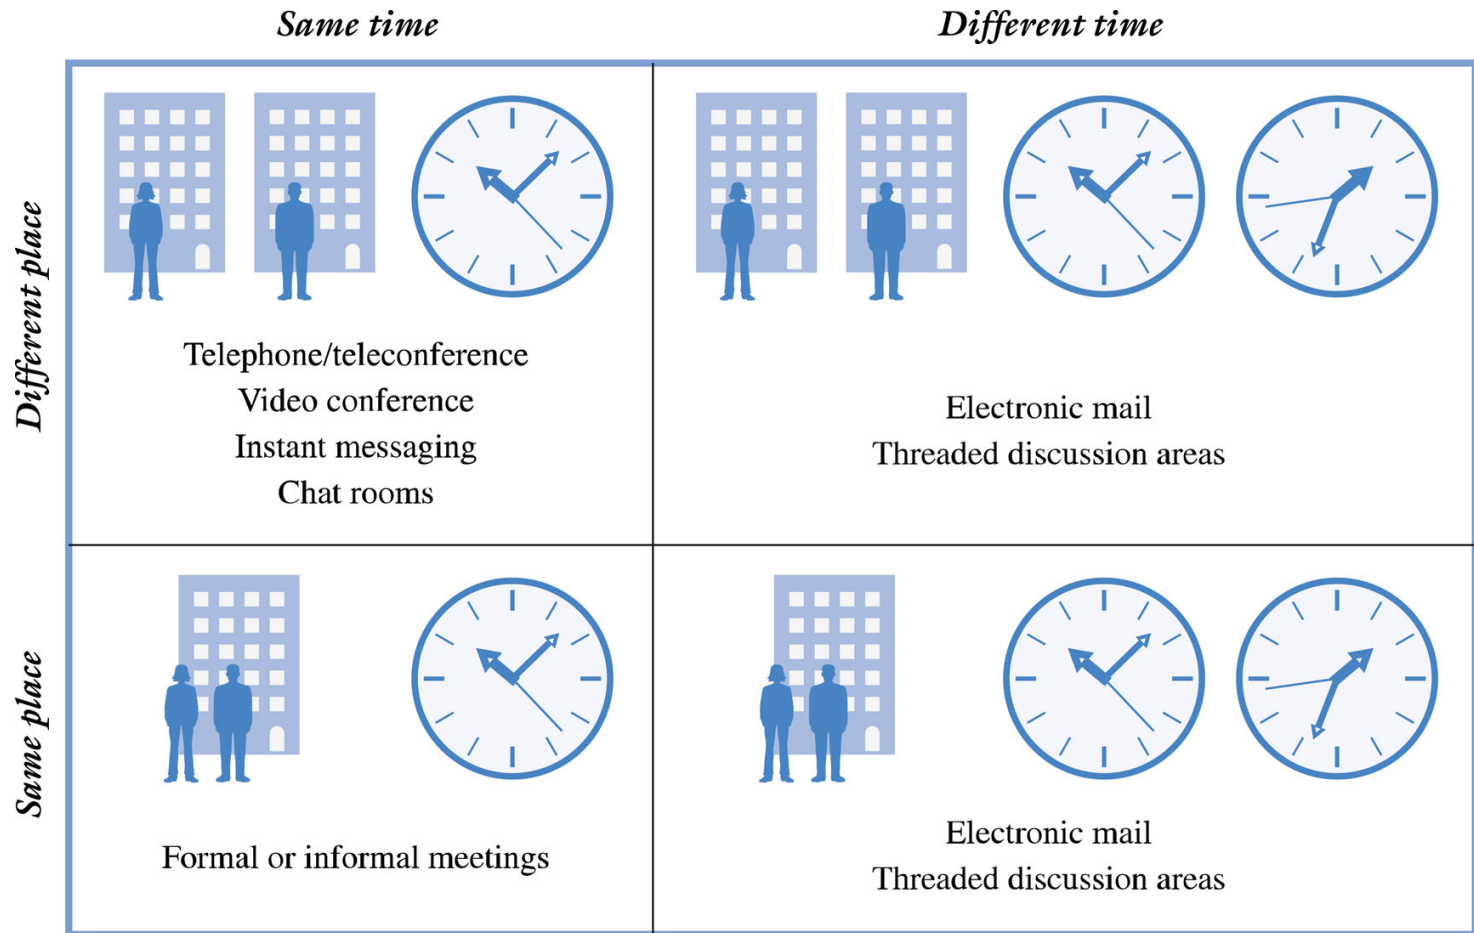 Same time
Different time
Different place
Telephone/teleconference
Video conference
Instant messaging
Chat rooms
Electronic mail
Threaded discussion areas
Same place
Formal or informal meetings
Electronic mail
Threaded discussion areas